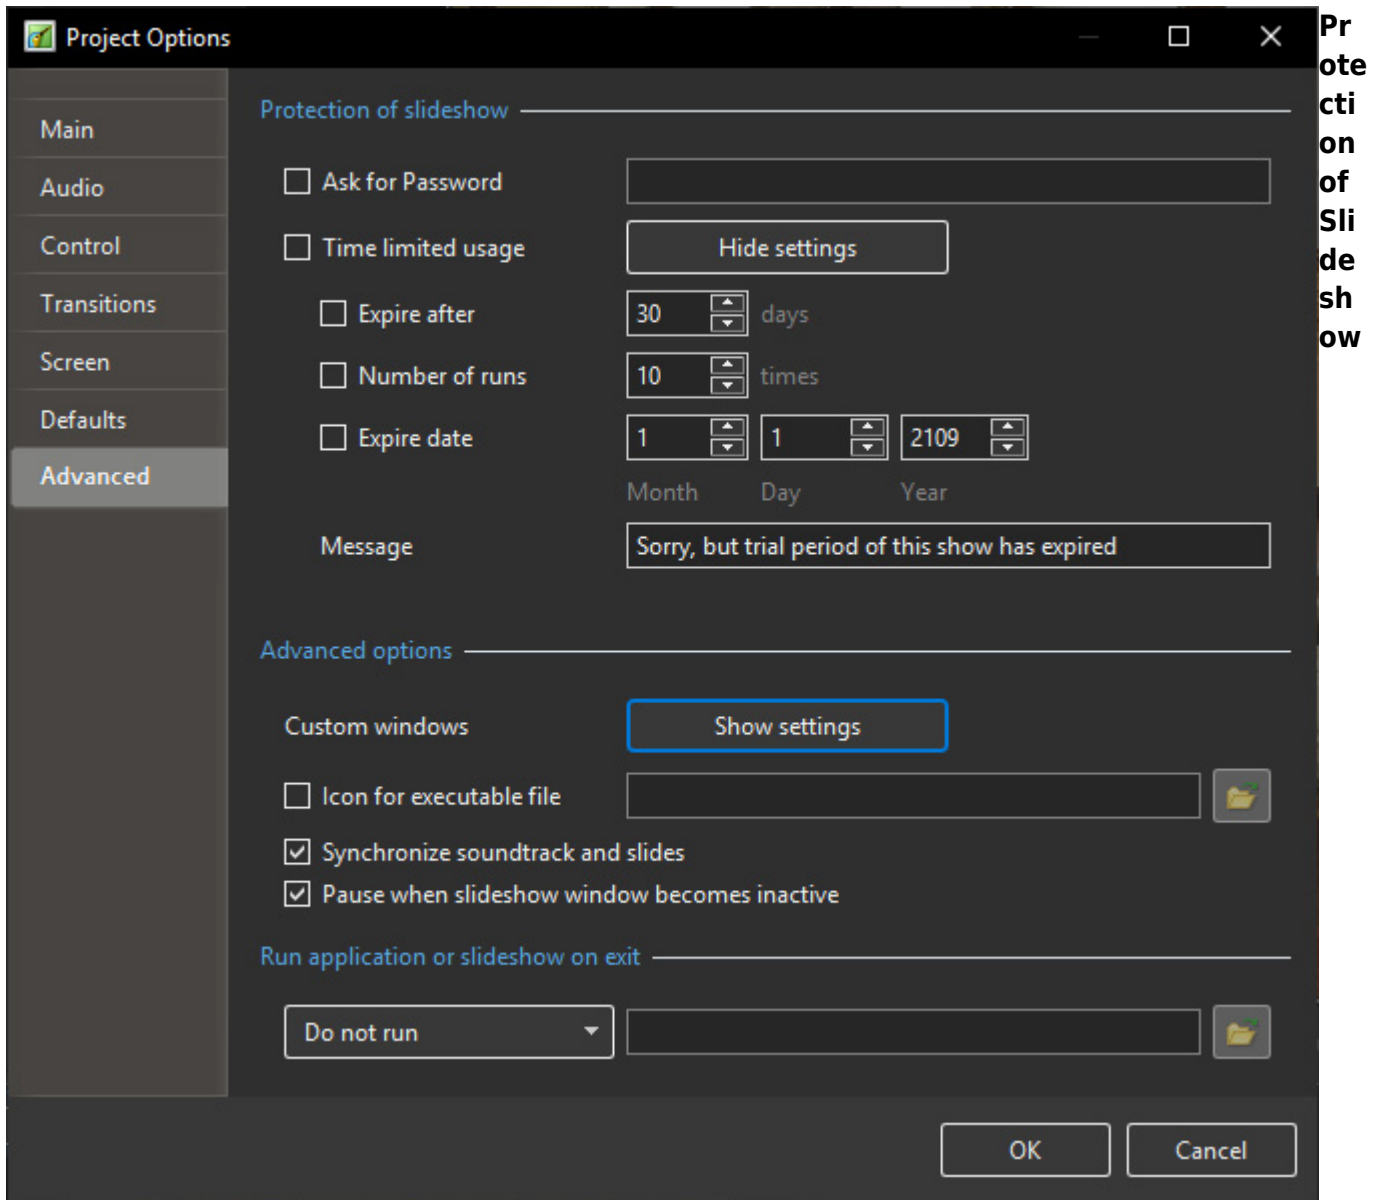 Project Options
Main
Audio
Control
Transitions
Screen
Defaults
Advanced
Protection of slideshow
Ask for Password
Time limited usage Hide settings
Expire after 30 days
Number of runs 10 times
Expire date 1 1 2109
Month Day Year
Message Sorry, but trial period of this show has expired
Advanced options
Custom windows Show settings
Icon for executable file
Synchronize soundtrack and slides
Pause when slideshow window becomes inactive
Run application or slideshow on exit
Do not run
OK Cancel
Pr
ote
cti
on
of
Sli
de
sh
ow